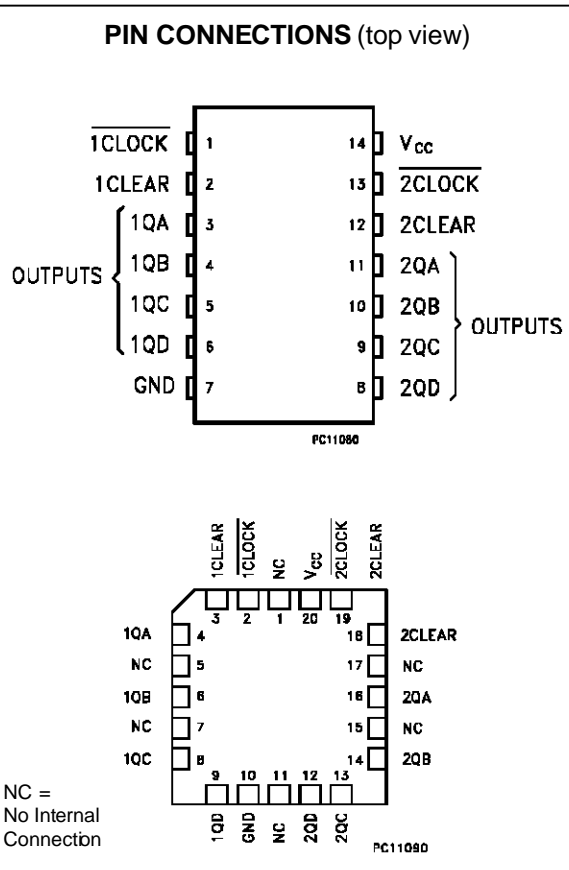 PIN CONNECTIONS (top view)
1CLOCK 1 14 VCC
1CLEAR 2 13 2CLOCK
1QA 3 12 2CLEAR
1QB 4 11 2QA
OUTPUTS
1QC 5 10 2QB
OUTPUTS
1QD 6 9 2QC
GND 7 8 2QD
PC11080
1CLEAR 1CLOCK NC VCC 2CLOCK 2CLEAR
3 2 1 20 19
1QA 4 18 2CLEAR
NC 5 17 NC
1QB 6 16 2QA
NC 7 15 NC
1QC 8 14 2QB
9 10 11 12 13
1QD GND NC 2QD 2QC
NC =
No Internal
Connection
PC11090